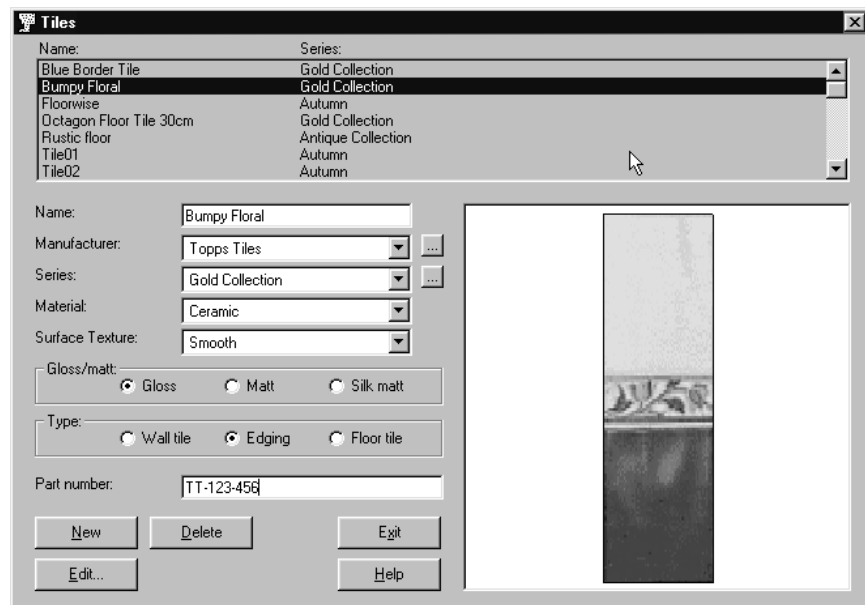 Tiles
Name: Series:
Blue Border Tile Gold Collection
Bumpy Floral Gold Collection
Floorwise Autumn
Octagon Floor Tile 30cm Gold Collection
Rustic floor Antique Collection
Tile01 Autumn
Tile02 Autumn
Name: Bumpy Floral
Manufacturer: Topps Tiles ...
Series: Gold Collection ...
Material: Ceramic
Surface Texture: Smooth
Gloss/matt:
Gloss Matt Silk matt
Type:
Wall tile Edging Floor tile
Part number: TT-123-456
New Delete Exit
Edit... Help